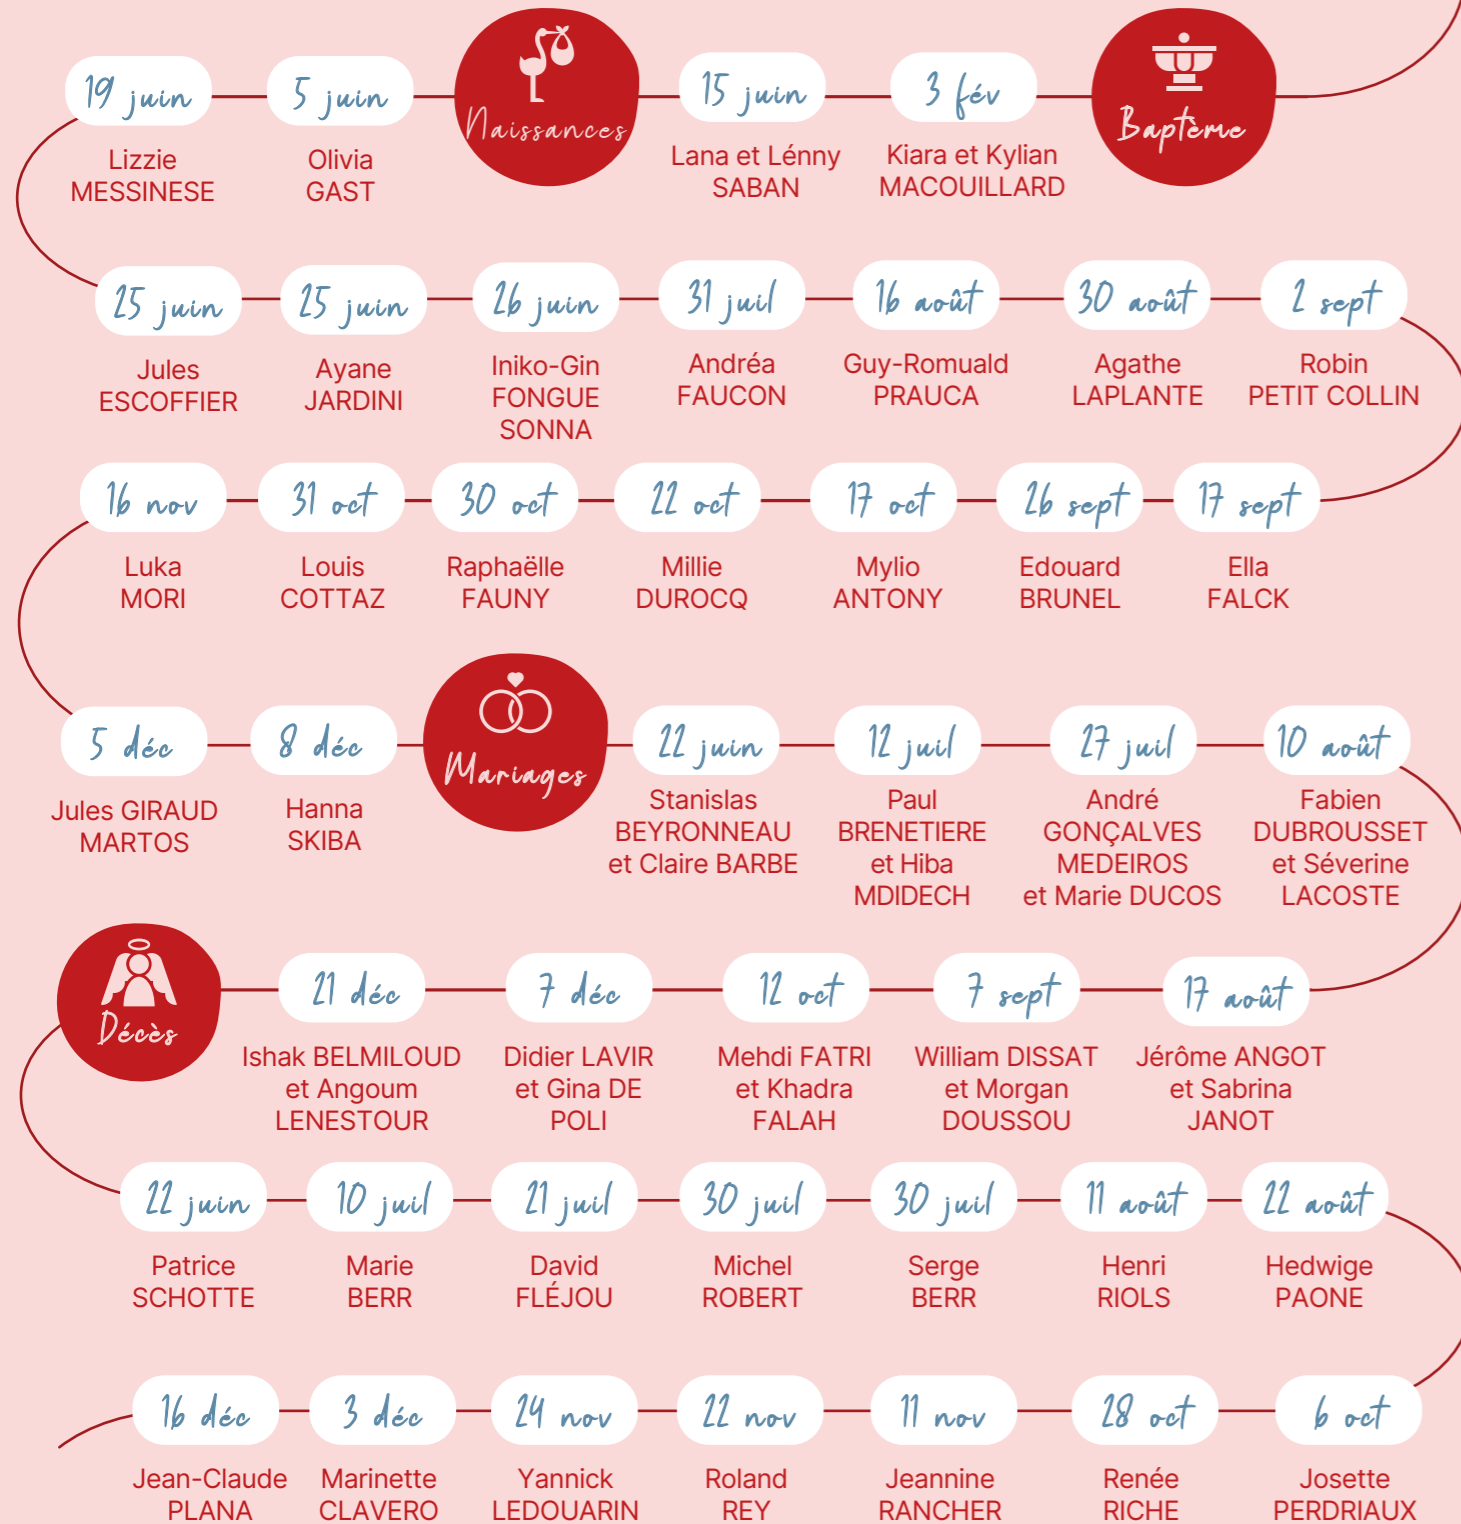 19 juin
Lizzie
MESSINESE
5 juin
Olivia
GAST
Naissances
15 juin
Lana et Lénny
SABAN
3 fév
Kiara et Kylian
MACOUILLARD
Baptème
25 juin
Jules
ESCOFFIER
25 juin
Ayane
JARDINI
26 juin
Iniko-Gin
FONGUE
SONNA
31 juil
Andréa
FAUCON
16 août
Guy-Romuald
PRAUCA
30 août
Agathe
LAPLANTE
2 sept
Robin
PETIT COLLIN
16 nov
Luka
MORI
31 oct
Louis
COTTAZ
30 oct
Raphaëlle
FAUNY
22 oct
Millie
DUROCQ
17 oct
Mylio
ANTONY
26 sept
Edouard
BRUNEL
17 sept
Ella
FALCK
5 déc
Jules GIRAUD
MARTOS
8 déc
Hanna
SKIBA
Mariages
22 juin
Stanislas
BEYRONNEAU
et Claire BARBE
12 juil
Paul
BRENETIERE
et Hiba
MDIDECH
27 juil
André
GONÇALVES
MEDEIROS
et Marie DUCOS
10 août
Fabien
DUBROUSSET
et Séverine
LACOSTE
Décès
21 déc
Ishak BELMILOUD
et Angoum
LENESTOUR
7 déc
Didier LAVIR
et Gina DE
POLI
12 oct
Mehdi FATRI
et Khadra
FALAH
7 sept
William DISSAT
et Morgan
DOUSSOU
17 août
Jérôme ANGOT
et Sabrina
JANOT
22 juin
Patrice
SCHOTTE
10 juil
Marie
BERR
21 juil
David
FLÉJOU
30 juil
Michel
ROBERT
30 juil
Serge
BERR
11 août
Henri
RIOLS
22 août
Hedwige
PAONE
16 déc
Jean-Claude
PLANA
3 déc
Marinette
CLAVERO
24 nov
Yannick
LEDOUARIN
22 nov
Roland
REY
11 nov
Jeannine
RANCHER
28 oct
Renée
RICHE
6 oct
Josette
PERDRIAUX